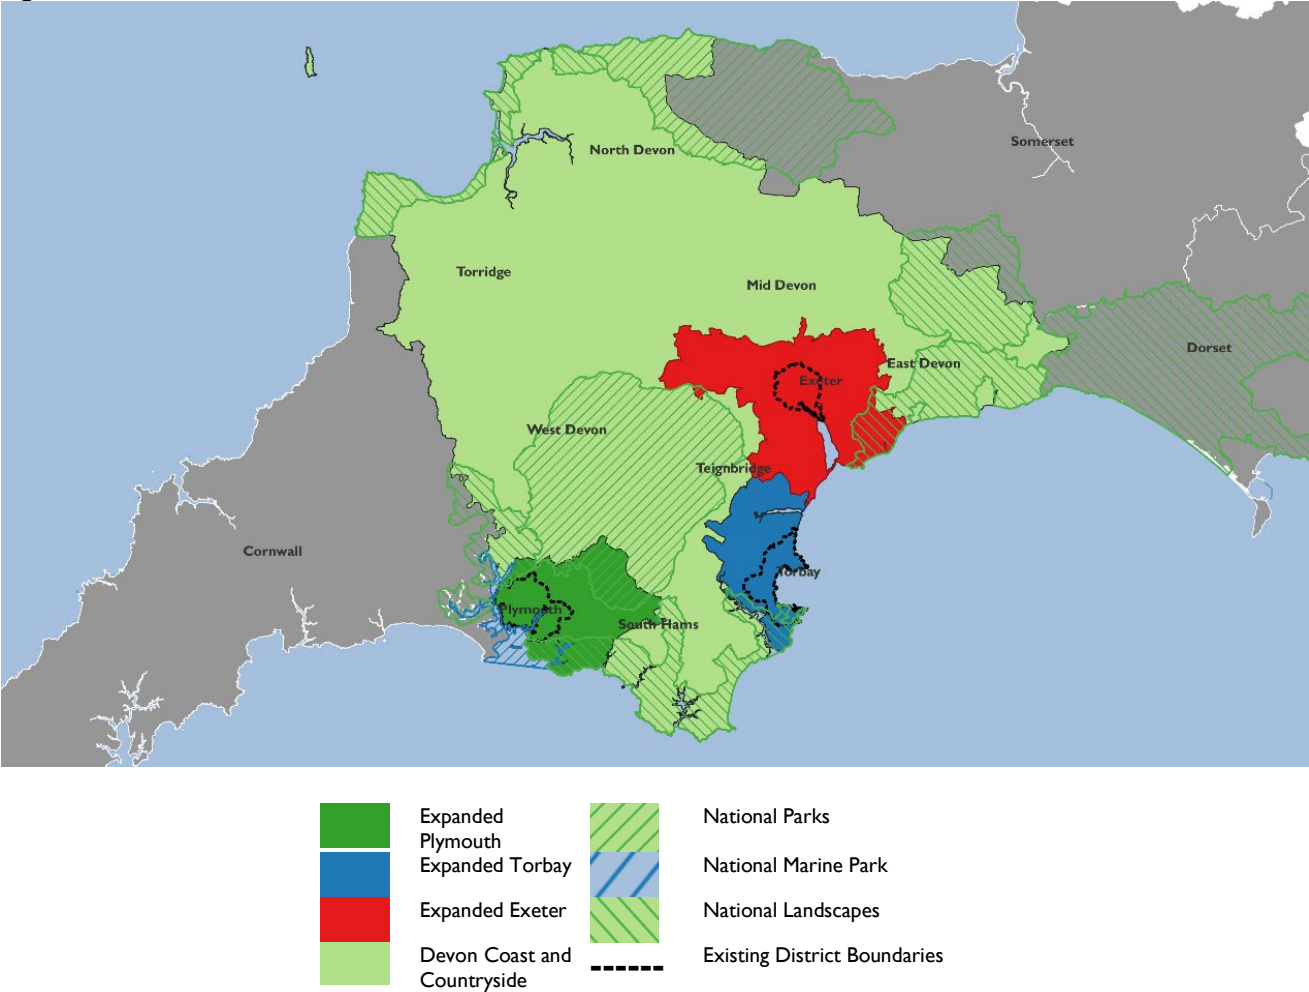 North Devon
Somerset
Torridge
Mid Devon
Dorset
East Devon
Exeter
West Devon
Teignbridge
Cornwall
Torbay
Plymouth
South Hams
Expanded
Plymouth
National Parks
Expanded Torbay
National Marine Park
Expanded Exeter
National Landscapes
Devon Coast and
Countryside
Existing District Boundaries